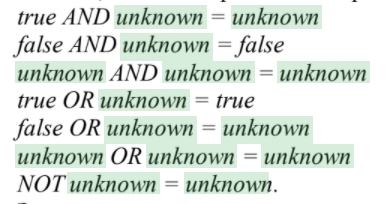 true AND unknown = unknown
false AND unknown = false
unknown AND unknown = unknown
true OR unknown = true
false OR unknown = unknown
unknown OR unknown = unknown
NOT unknown = unknown.